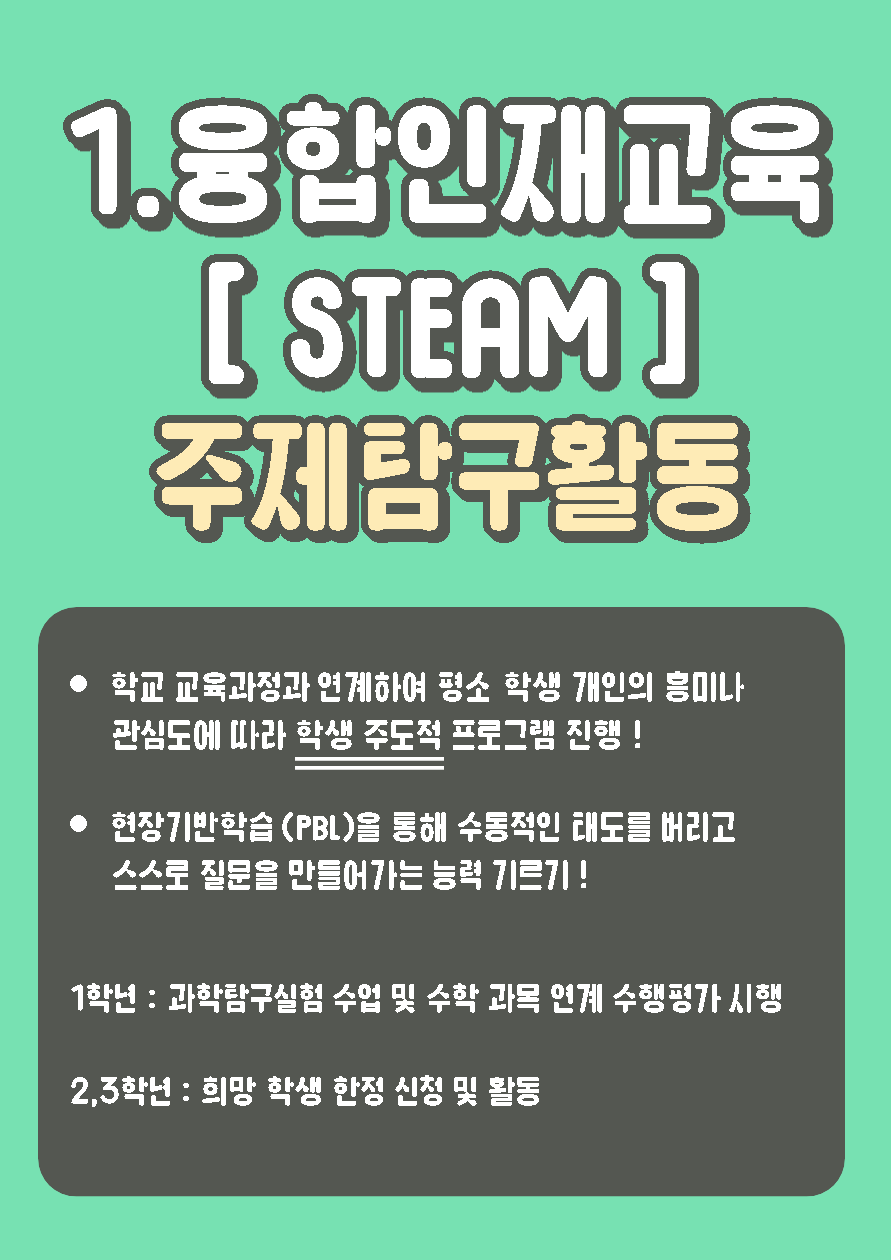 1.융합인재교육
[ STEAM ]
주제탐구활동
● 학교 교육과정과 연계하여 평소 학생 개인의 흥미나
관심도에 따라 학생 주도적 프로그램 진행 !
● 현장기반학습(PBL)을 통해 수동적인 태도를 버리고
스스로 질문을 만들어가는 능력 기르기 !
1학년 : 과학탐구실험 수업 및 수학 과목 연계 수행평가 시행
2,3학년 : 희망 학생 한정 신청 및 활동